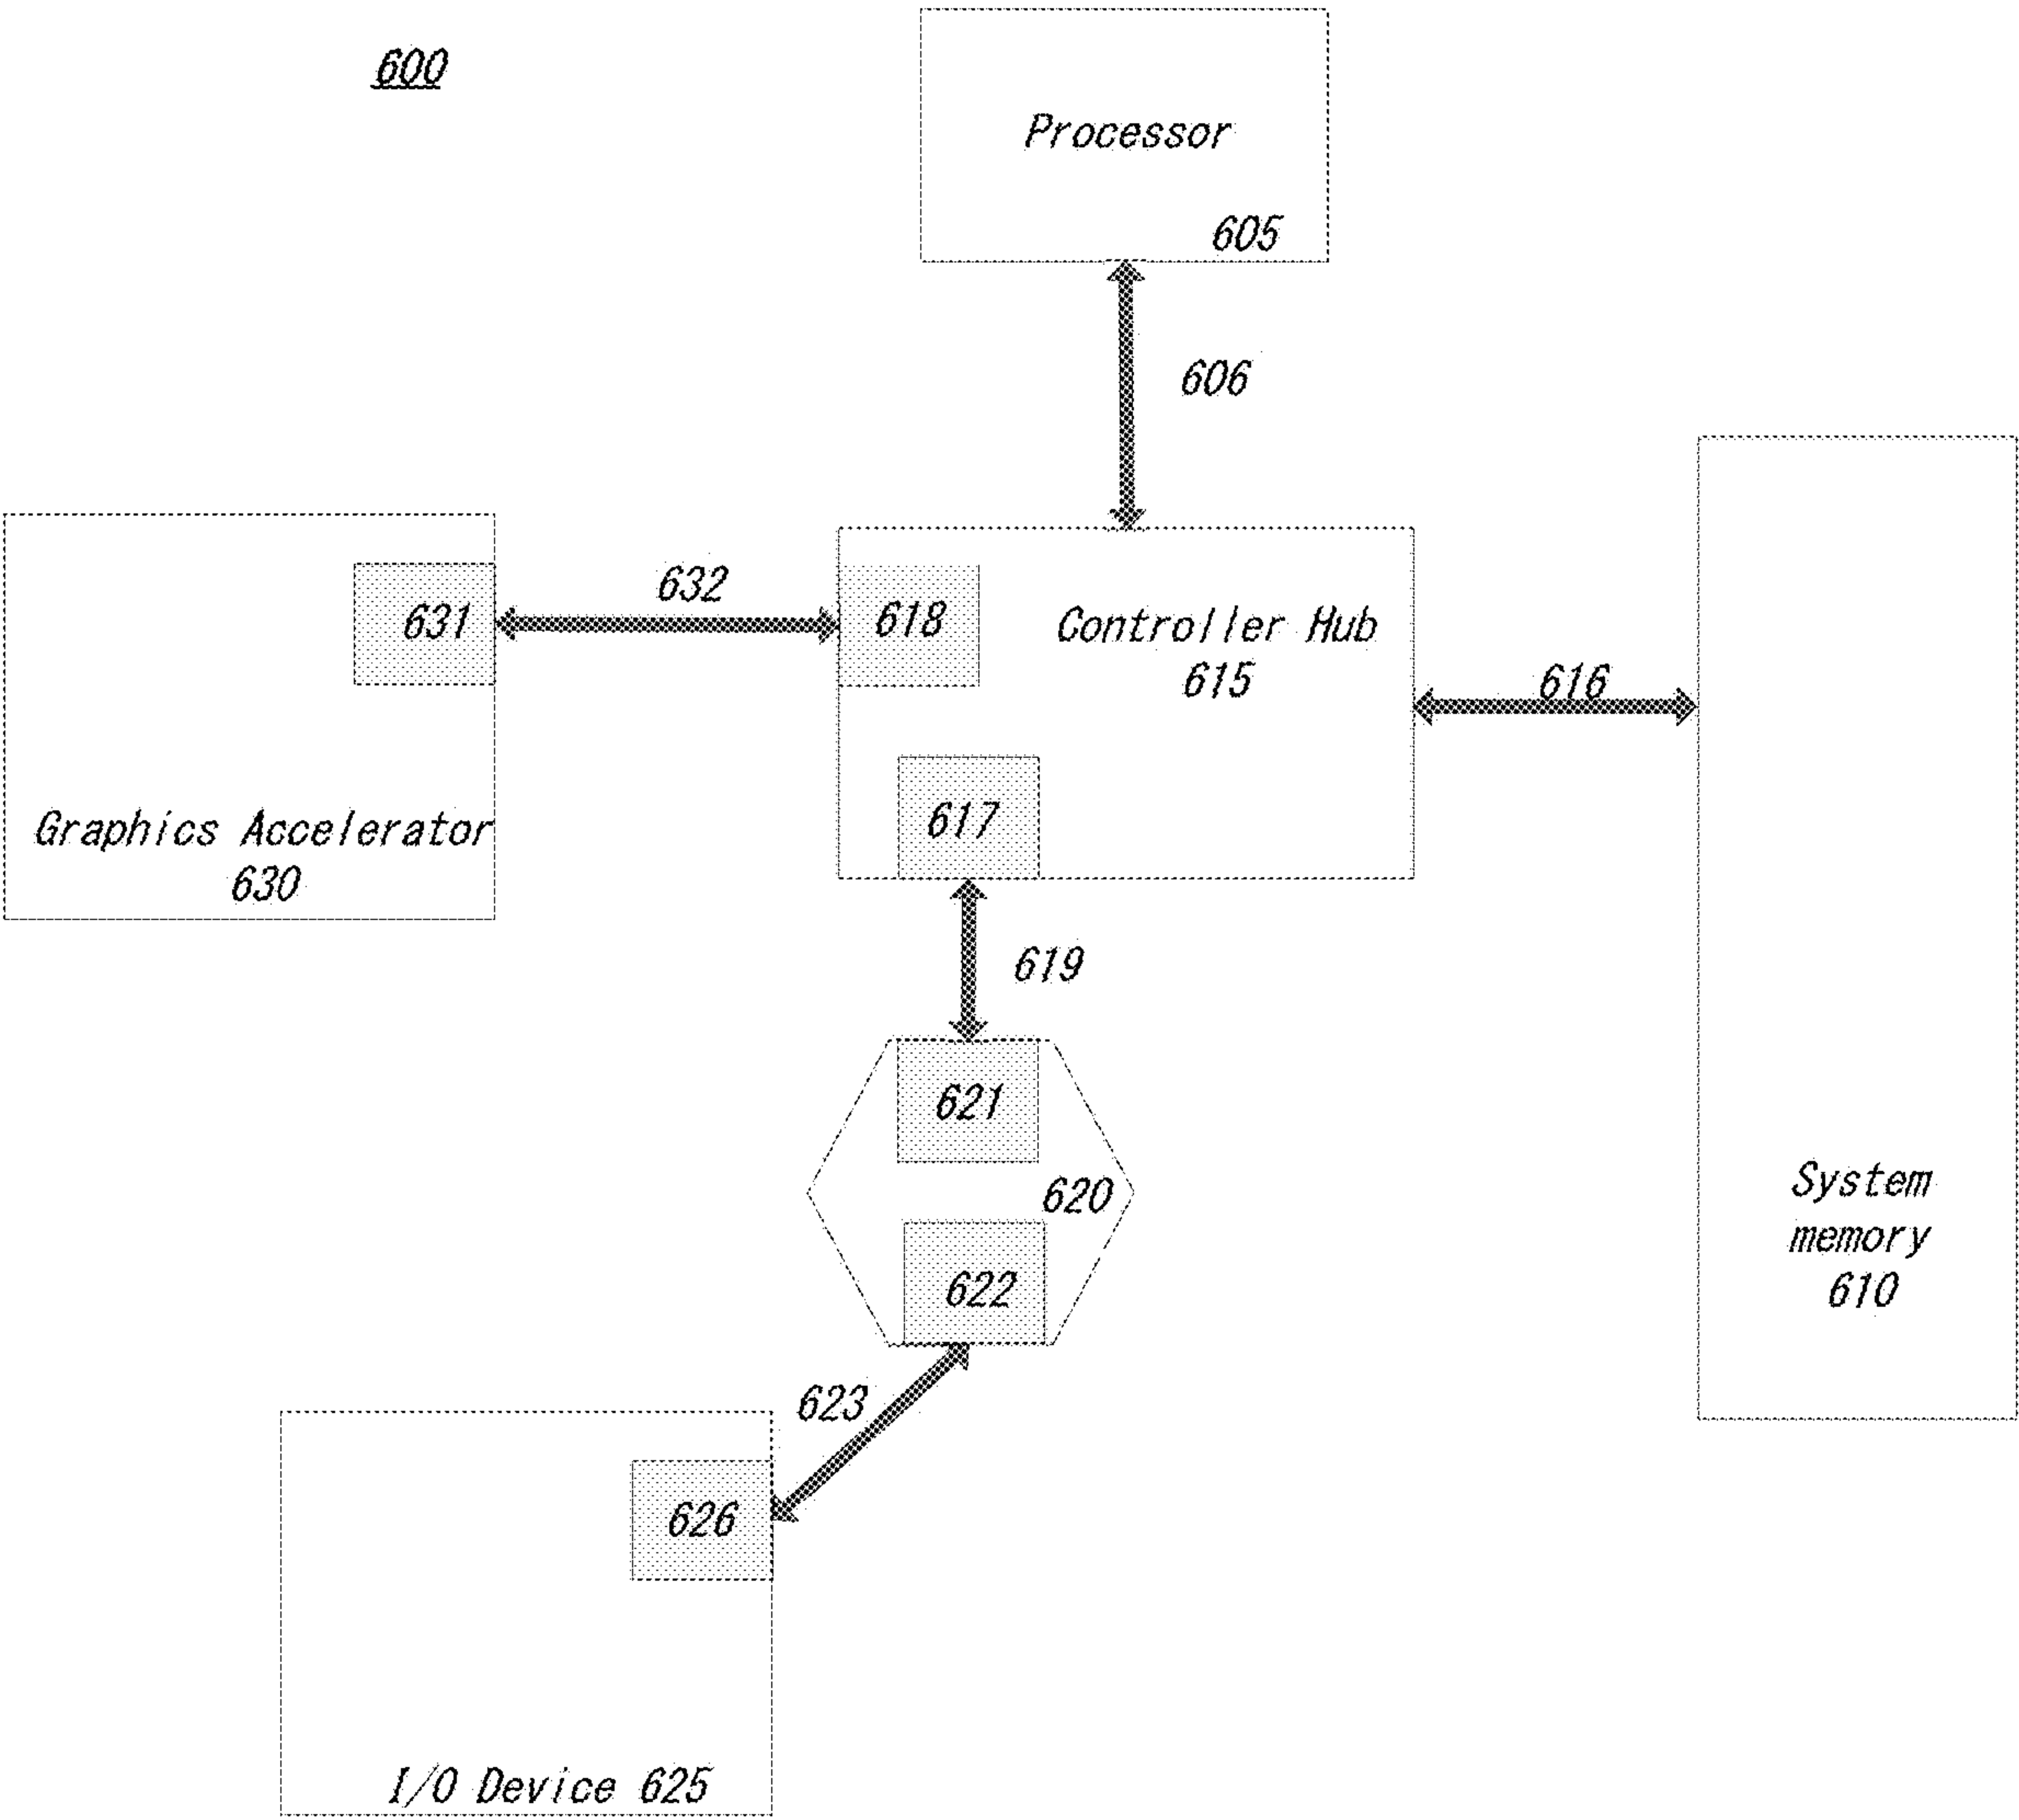 600
Processor
605
606
632
631
618
Controller Hub
615
616
617
Graphics Accelerator
630
619
621
620
System
memory
610
622
623
626
I/O Device 625